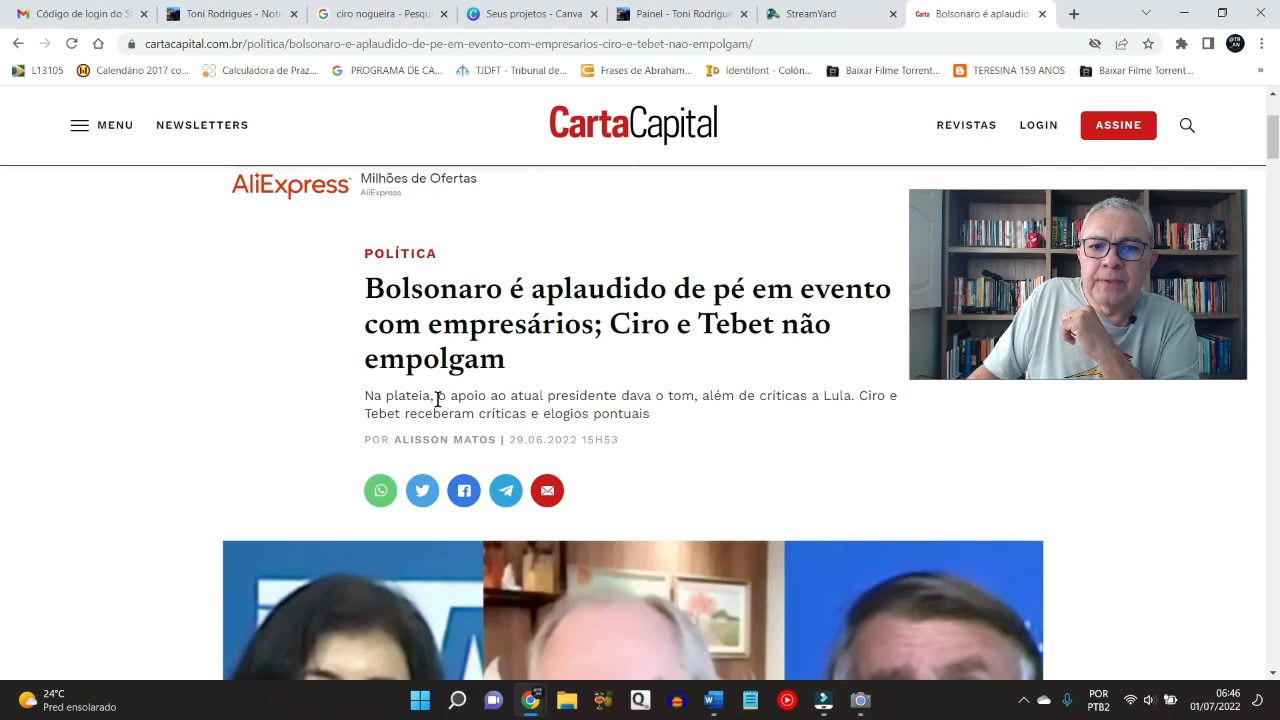 Código de login do S
Toni Rodrigues - Noti
ciro nogueira - Pesqu
Seus projetos - Ca
Painel - Toni Rodrigue
StreamYard
Carta
Bolsonaro é aplaudid
cartacapital.com.br/politica/bolsonaro-e-aplaudido-de-pe-em-evento-com-empresarios-ciro-e-tebet-nao-empolgam/
L13105
Calendário 2017 co...
Calculadora de Praz...
PROGRAMA DE CA...
TJDFT - Tribunal de...
Frases de Abraham...
Identifont - Colón...
Baixar Filme Torrent...
TERESINA 159 ANOS
Baixar Filme Torrent...
»
MENU
NEWSLETTERS
CartaCapital
REVISTAS
LOGIN
ASSINE
AliExpress
Milhões de Ofertas
AliExpress
POLÍTICA
Bolsonaro é aplaudido de pé em evento
com empresários; Ciro e Tebet não
empolgam
Na plateia, o apoio ao atual presidente dava o tom, além de críticas a Lula. Ciro e
Tebet receberam críticas e elogios pontuais
POR ALISSON MATOS | 29.06.2022 15H53
24°C
Pred ensolarado
POR
PTB2
06:46
01/07/2022